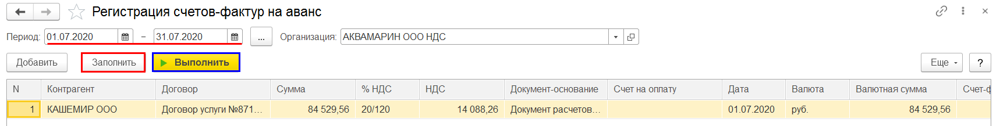 Регистрация счетов-фактур на аванс
Период: 01.07.2020 – 31.07.2020 ... Организация: АКВАМАРИН ООО НДС
Добавить Заполнить Выполнить Еще ?
N Контрагент Договор Сумма % НДС НДС Документ-основание Счет на оплату Дата Валюта Валютная сумма Счет-ф
1 КАШЕМИР ООО Договор услуги №871... 84 529,56 20/120 14 088,26 Документ расчетов... 01.07.2020 руб. 84 529,56